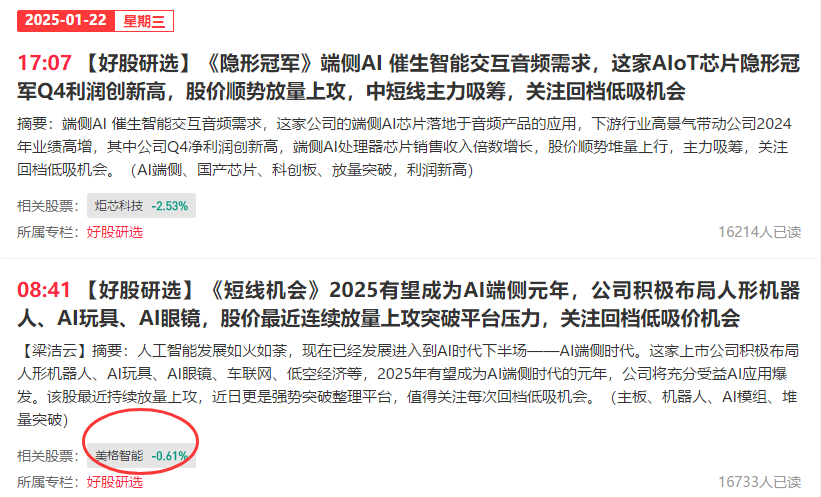 2025-01-22 星期三
17:07 【好股研选】《隐形冠军》端侧AI 催生智能交互音频需求，这家AIoT芯片隐形冠
军Q4利润创新高，股价顺势放量上攻，中短线主力吸筹，关注回档低吸机会
摘要：端侧AI 催生智能交互音频需求，这家公司的端侧AI芯片落地于音频产品的应用，下游行业高景气带动公司2024
年业绩高增，其中公司Q4净利润创新高，端侧AI处理器芯片销售收入倍数增长，股价顺势堆量上行，主力吸筹，关注
回档低吸机会。（AI端侧、国产芯片、科创板、放量突破，利润新高）
相关股票： 炬芯科技 -2.53%
所属专栏：好股研选 16214人已读
08:41 【好股研选】《短线机会》2025有望成为AI端侧元年，公司积极布局人形机器
人、AI玩具、AI眼镜，股价最近连续放量上攻突破平台压力，关注回档低吸价机会
【梁洁云】摘要：人工智能发展如火如荼，现在已经发展进入到AI时代下半场——AI端侧时代。这家上市公司积极布局
人形机器人、AI玩具、AI眼镜、车联网、低空经济等，2025年有望成为AI端侧时代的元年，公司将充分受益AI应用爆
发。该股最近持续放量上攻，近日更是强势突破整理平台，值得关注每次回档低吸机会。（主板、机器人、AI模组、堆
量突破）
相关股票： 美格智能 -0.61%
所属专栏：好股研选 16733人已读